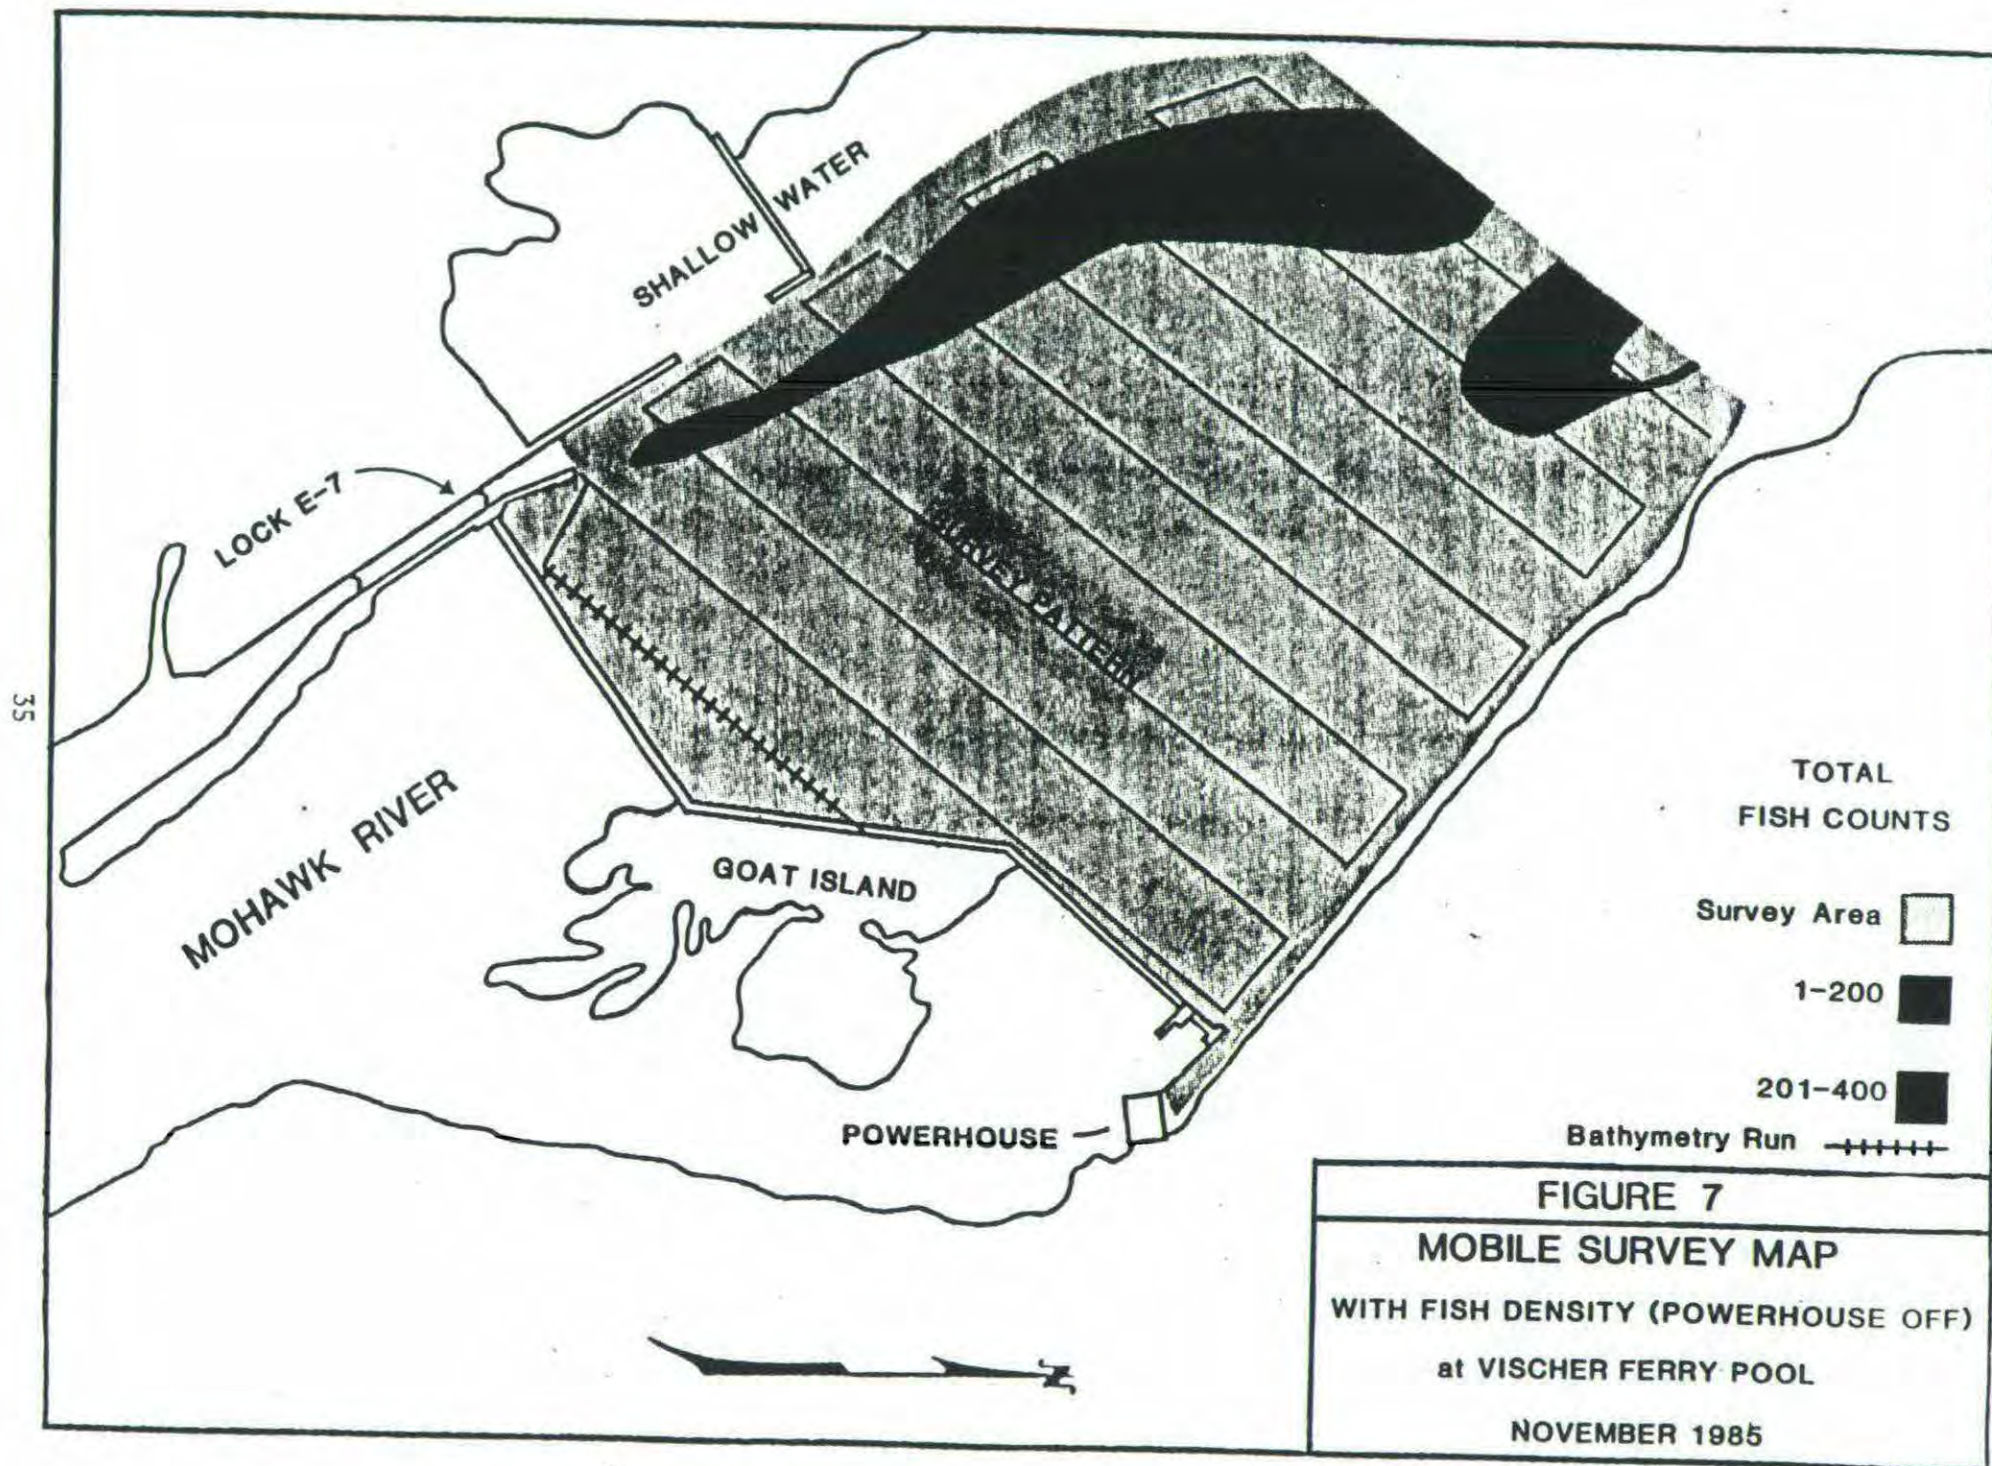 SHALLOW WATER
LOCK E-7
SURVEY PATTERN
MOHAWK RIVER
GOAT ISLAND
POWERHOUSE
35
TOTAL
FISH COUNTS
Survey Area
1-200
201-400
Bathymetry Run
N
FIGURE 7
MOBILE SURVEY MAP
WITH FISH DENSITY (POWERHOUSE OFF)
at VISCHER FERRY POOL
NOVEMBER 1985